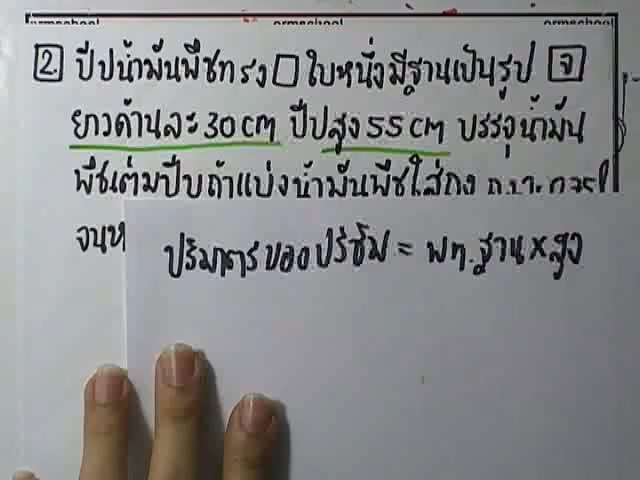 ormschool ormschool ormschool
2. ปีปน้ำมันพืชทรง□ใบหนึ่งมีฐานเป็นรูป จ
ยาวด้านละ 30 cm ปีปสูง 55 cm บรรจุน้ำมัน
พืชเต็มปีบถ้าแบ่งน้ำมันพืชใส่ถุง
จนห
ปริมาตรของปริซึม = พท.ฐาน × สูง